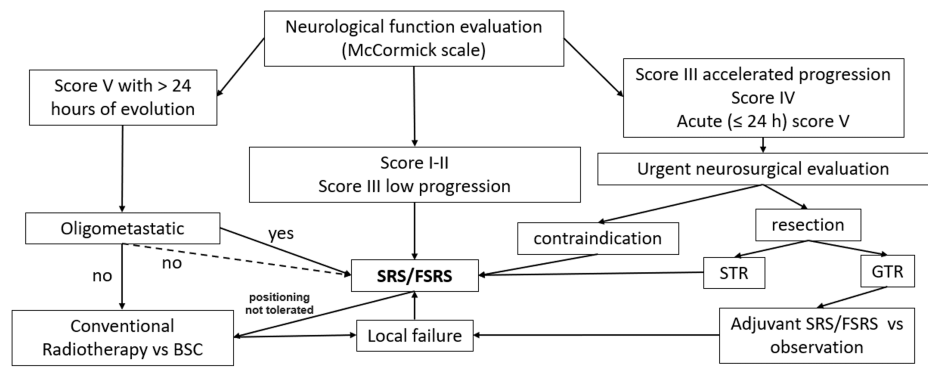 Neurological function evaluation
(McCormick scale)
Score V with > 24
hours of evolution
Score III accelerated progression
Score IV
Acute (≤ 24 h) score V
Score I-II
Score III low progression
Urgent neurosurgical evaluation
Oligometastatic
yes
contraindication
resection
no
no
SRS/FSRS
STR
GTR
positioning
not tolerated
Conventional
Radiotherapy vs BSC
Local failure
Adjuvant SRS/FSRS vs
observation